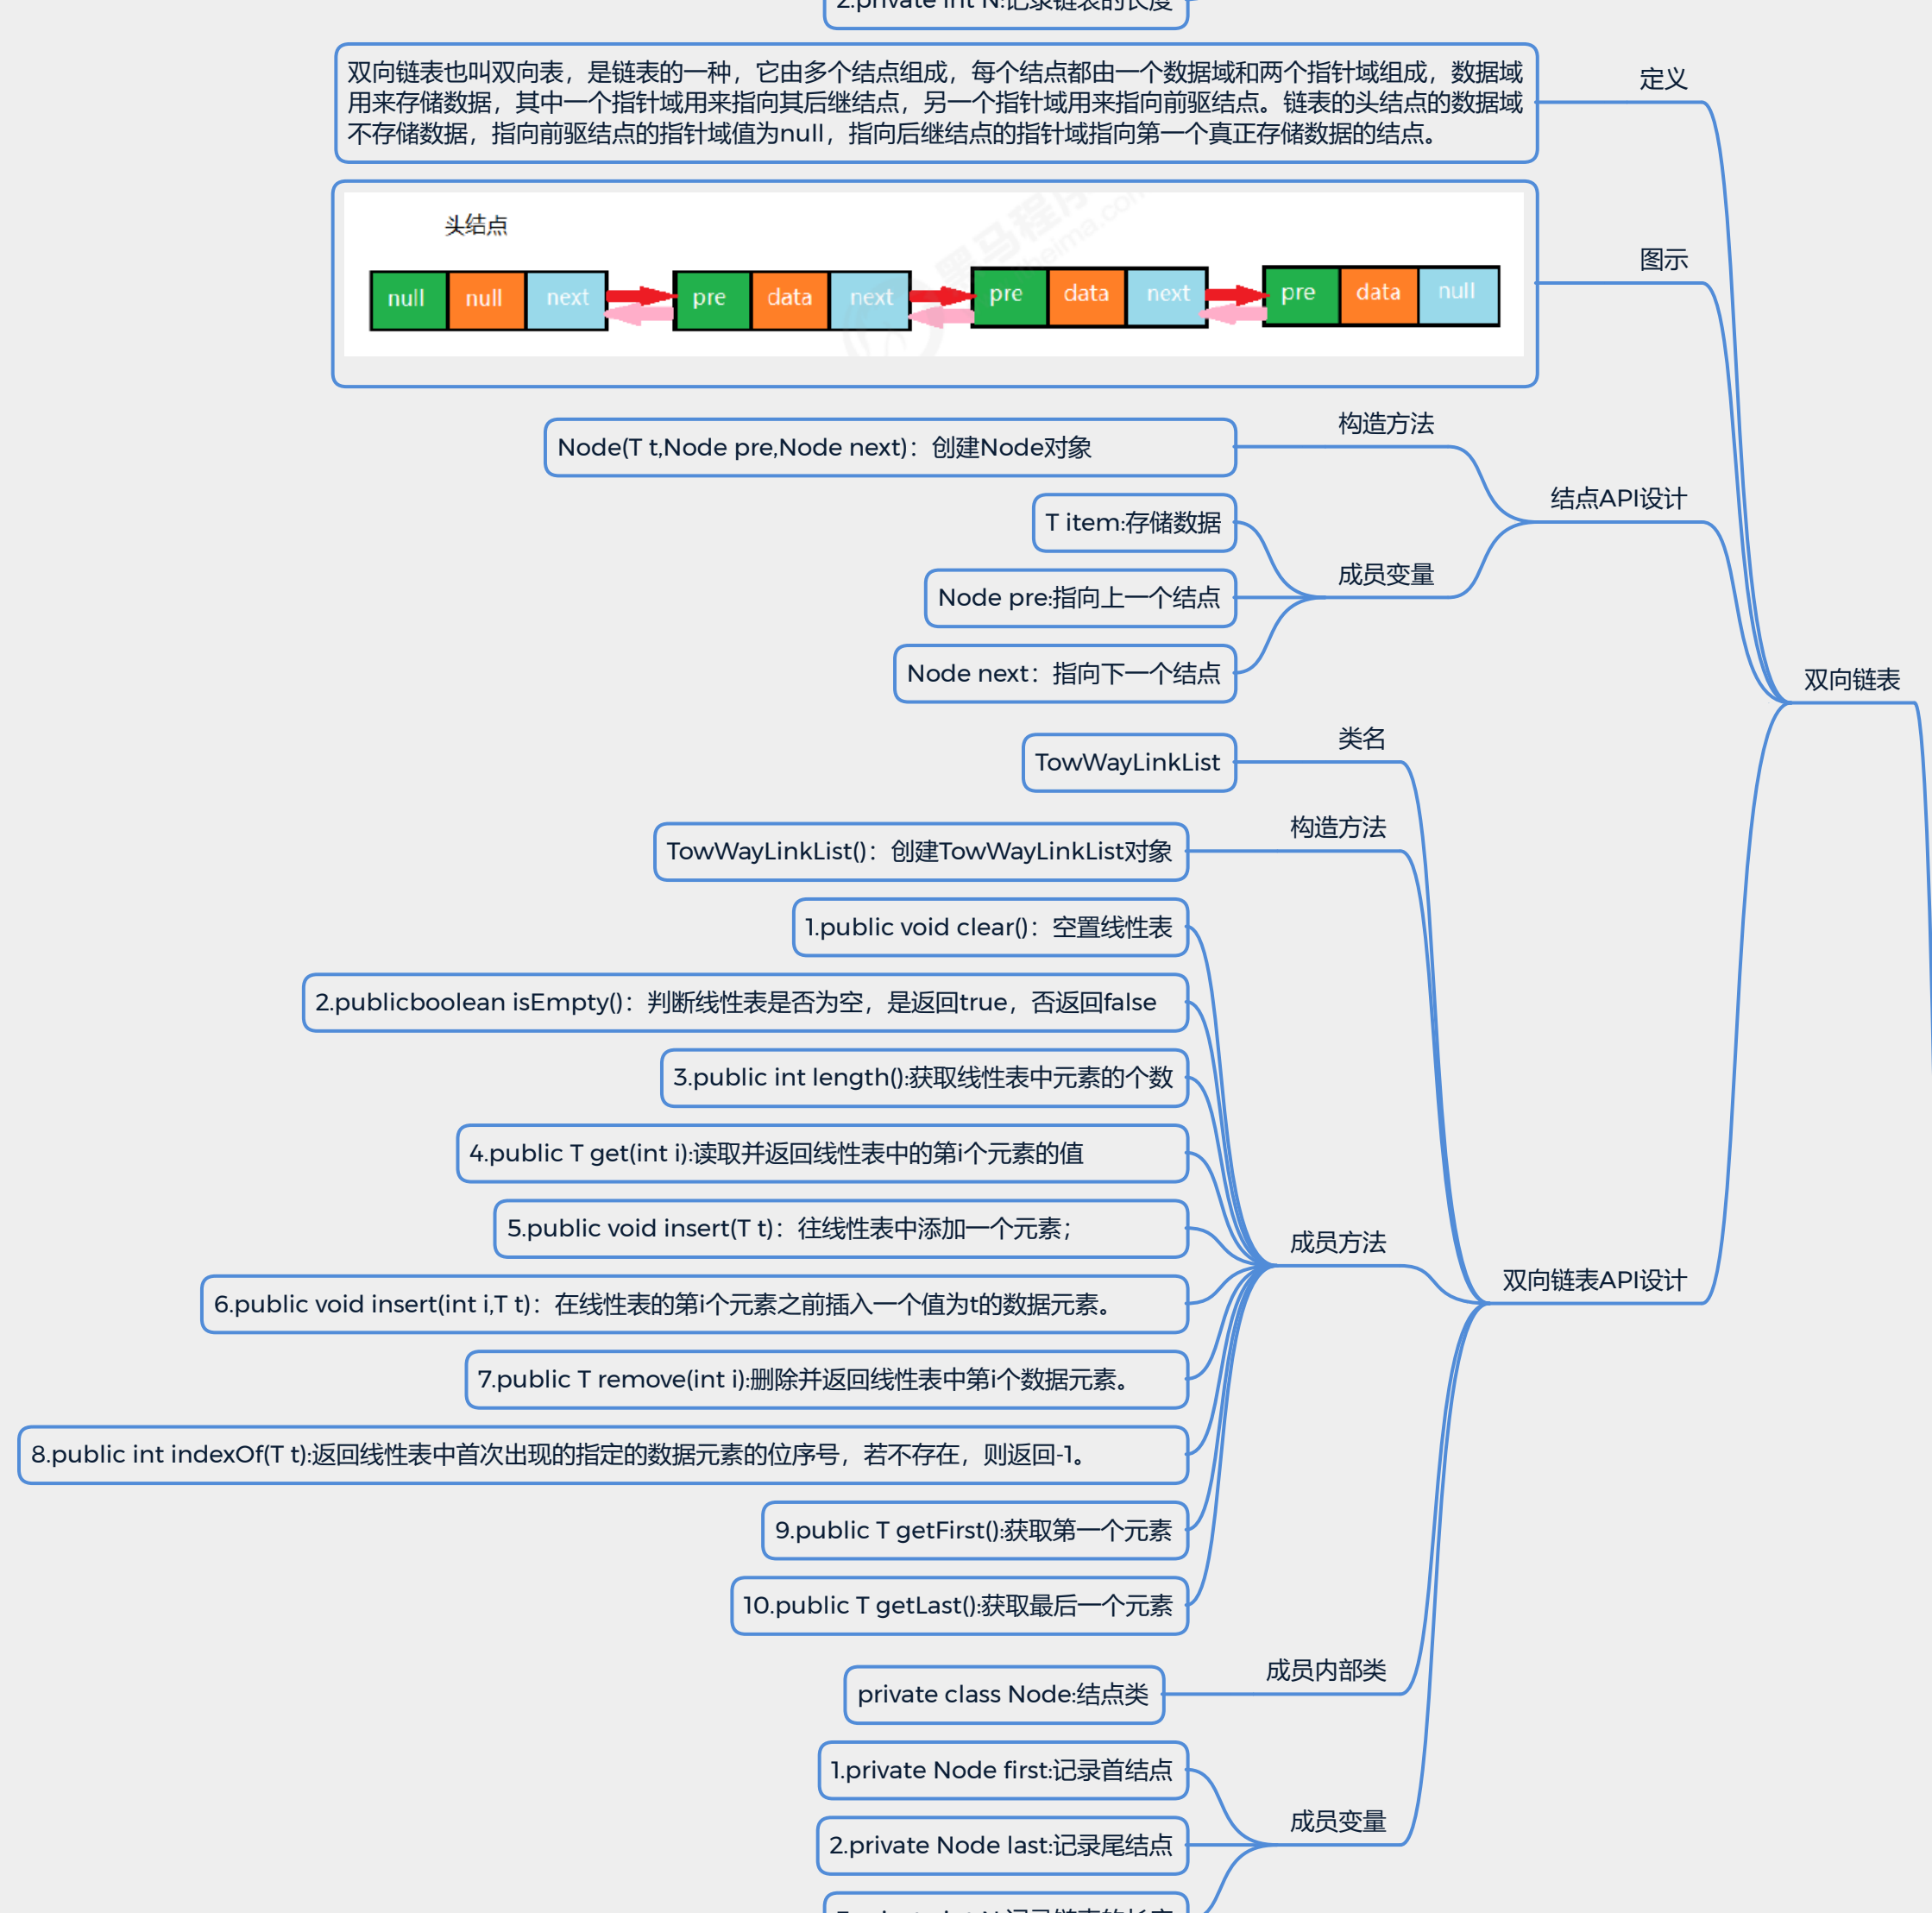 2.private int N:记录链表的长度
双向链表也叫双向表，是链表的一种，它由多个结点组成，每个结点都由一个数据域和两个指针域组成，数据域
用来存储数据，其中一个指针域用来指向其后继结点，另一个指针域用来指向前驱结点。链表的头结点的数据域
不存储数据，指向前驱结点的指针域值为null，指向后继结点的指针域指向第一个真正存储数据的结点。
定义
头结点
null null next pre data next pre data next pre data null
图示
构造方法
Node(T t,Node pre,Node next)：创建Node对象
结点API设计
T item:存储数据
成员变量
Node pre:指向上一个结点
Node next：指向下一个结点
双向链表
类名
TowWayLinkList
构造方法
TowWayLinkList()：创建TowWayLinkList对象
1.public void clear()：空置线性表
2.publicboolean isEmpty()：判断线性表是否为空，是返回true，否返回false
3.public int length():获取线性表中元素的个数
4.public T get(int i):读取并返回线性表中的第i个元素的值
5.public void insert(T t)：往线性表中添加一个元素；
成员方法
双向链表API设计
6.public void insert(int i,T t)：在线性表的第i个元素之前插入一个值为t的数据元素。
7.public T remove(int i):删除并返回线性表中第i个数据元素。
8.public int indexOf(T t):返回线性表中首次出现的指定的数据元素的位序号，若不存在，则返回-1。
9.public T getFirst():获取第一个元素
10.public T getLast():获取最后一个元素
成员内部类
private class Node:结点类
1.private Node first:记录首结点
成员变量
2.private Node last:记录尾结点